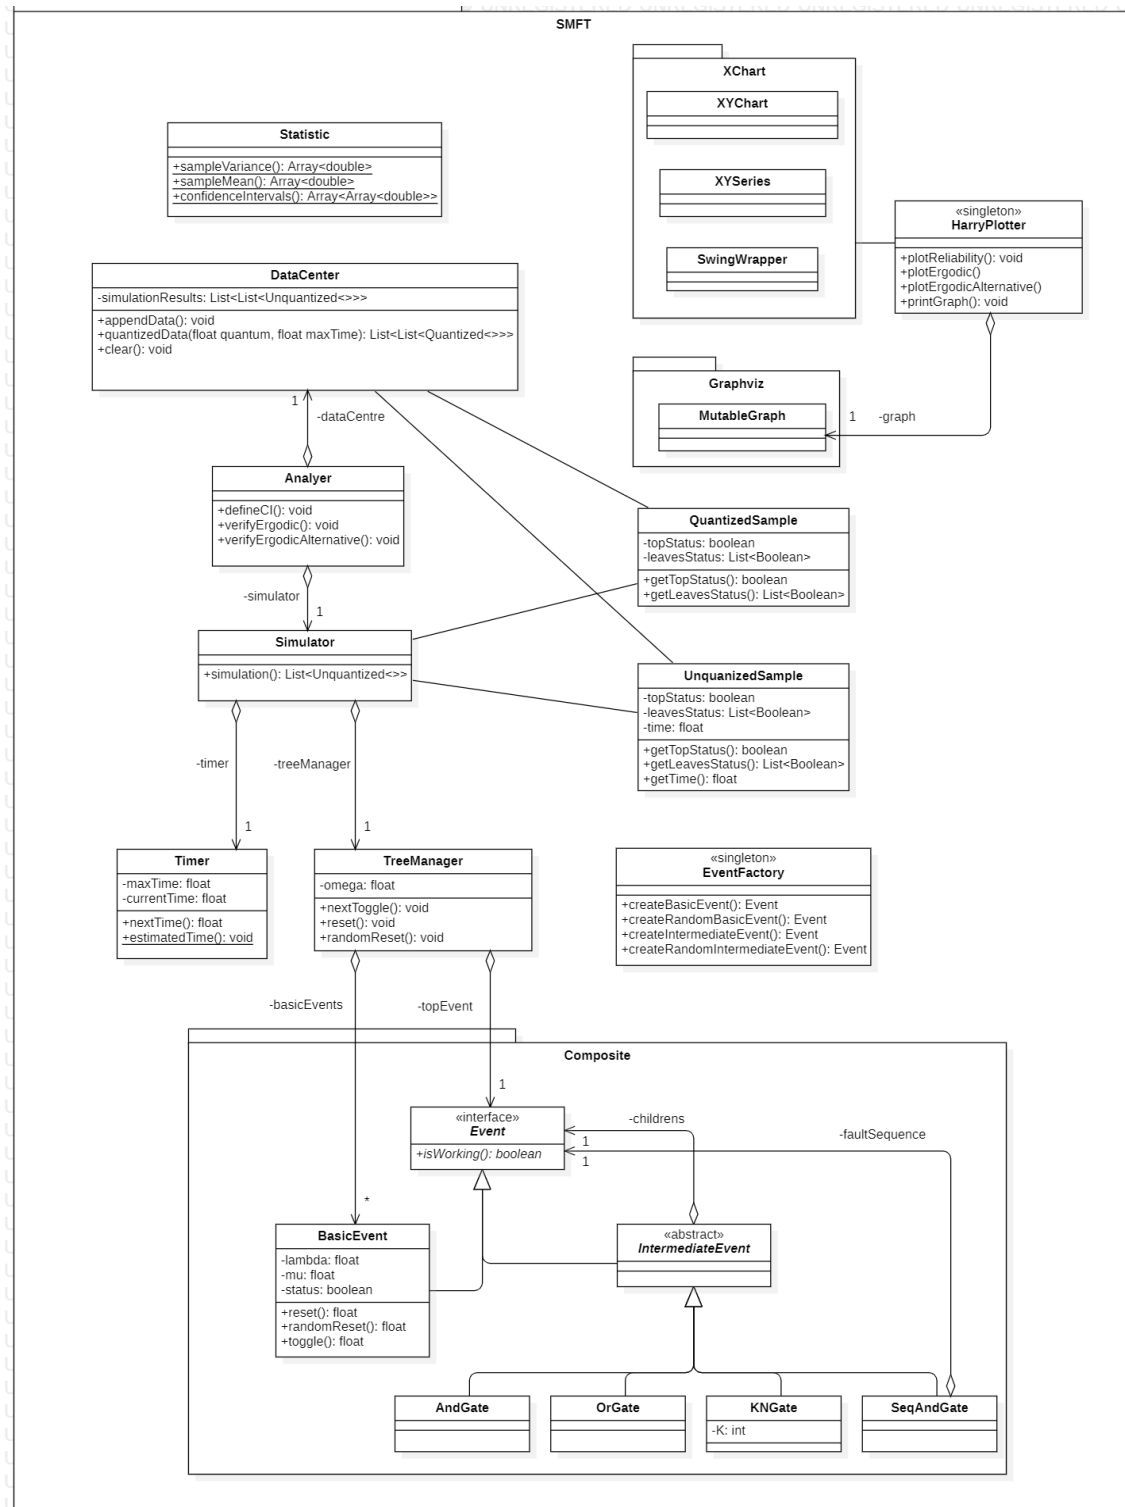 SMFT
XChart
XYChart
XYSeries
SwingWrapper
Statistic
+sampleVariance(): Array<double>
+sampleMean(): Array<double>
+confidenceIntervals(): Array<Array<double>>
«singleton»
HarryPlotter
+plotReliability(): void
+plotErgodic()
+plotErgodicAlternative()
+printGraph(): void
DataCenter
-simulationResults: List<List<Unquantized<>>>
+appendData(): void
+quantizedData(float quantum, float maxTime): List<List<Quantized<>>>
+clear(): void
Graphviz
MutableGraph
1
-graph
1
-dataCentre
Analyer
+defineCI(): void
+verifyErgodic(): void
+verifyErgodicAlternative(): void
QuantizedSample
-topStatus: boolean
-leavesStatus: List<Boolean>
+getTopStatus(): boolean
+getLeavesStatus(): List<Boolean>
-simulator
1
Simulator
+simulation(): List<Unquantized<>>
UnquanizedSample
-topStatus: boolean
-leavesStatus: List<Boolean>
-time: float
+getTopStatus(): boolean
+getLeavesStatus(): List<Boolean>
+getTime(): float
-timer
-treeManager
1
1
Timer
-maxTime: float
-currentTime: float
+nextTime(): float
+estimatedTime(): void
TreeManager
-omega: float
+nextToggle(): void
+reset(): void
+randomReset(): void
«singleton»
EventFactory
+createBasicEvent(): Event
+createRandomBasicEvent(): Event
+createIntermediateEvent(): Event
+createRandomIntermediateEvent(): Event
-basicEvents
-topEvent
Composite
1
«interface»
Event
+isWorking(): boolean
-childrens
1
-faultSequence
1
*
BasicEvent
-lambda: float
-mu: float
-status: boolean
+reset(): float
+randomReset(): float
+toggle(): float
«abstract»
IntermediateEvent
AndGate
OrGate
KNGate
-K: int
SeqAndGate